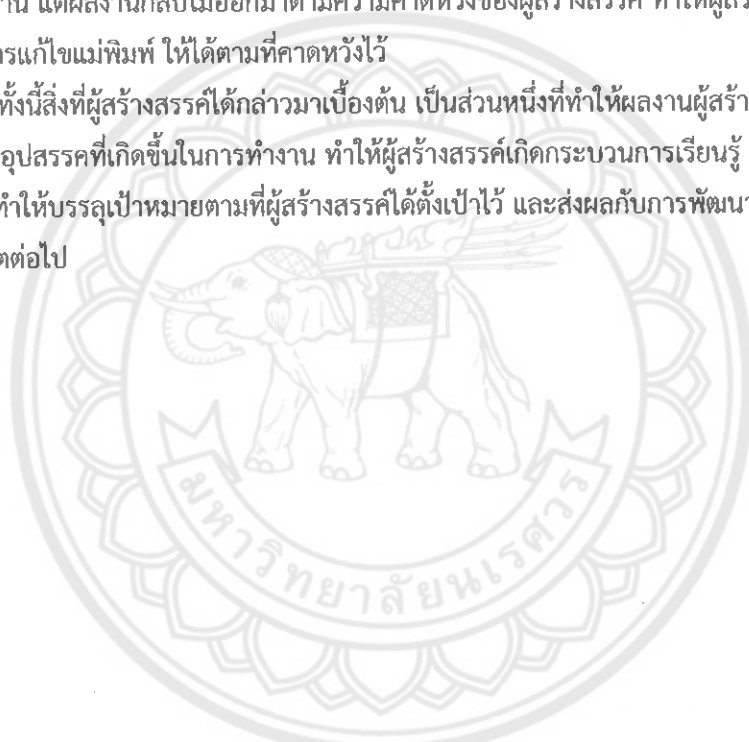 งาน แต่ผลงานกลับไม่ออกมาตามความคาดหวังของผู้สร้างสรรค์ ทำให้ผู้สร
ารแก้ไขแม่พิมพ์ ให้ได้ตามที่คาดหวังไว้
ทั้งนี้สิ่งที่ผู้สร้างสรรค์ได้กล่าวมาเบื้องต้น เป็นส่วนหนึ่งที่ทำให้ผลงานผู้สร้า
อุปสรรคที่เกิดขึ้นในการทำงาน ทำให้ผู้สร้างสรรค์เกิดกระบวนการเรียนรู้
ทำให้บรรลุเป้าหมายตามที่ผู้สร้างสรรค์ได้ตั้งเป้าไว้ และส่งผลกับการพัฒนา
ตต่อไป
มหาวิทยาลัยนเรศวร